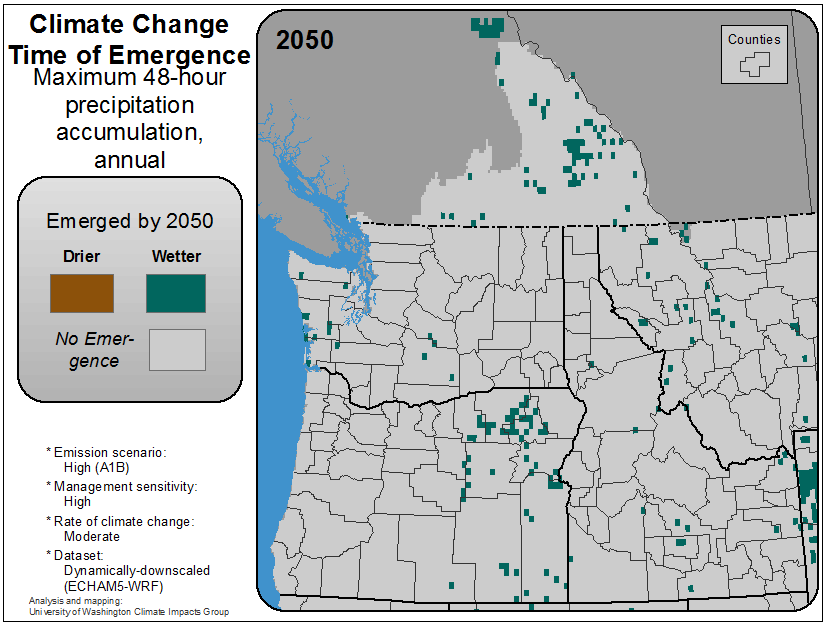 Climate Change
Time of Emergence
Maximum 48-hour
precipitation
accumulation,
annual
Emerged by 2050
Drier Wetter
No Emer-
gence
* Emission scenario:
High (A1B)
* Management sensitivity:
High
* Rate of climate change:
Moderate
* Dataset:
Dynamically-downscaled
(ECHAM5-WRF)
Analysis and mapping:
University of Washington Climate Impacts Group
2050
Counties